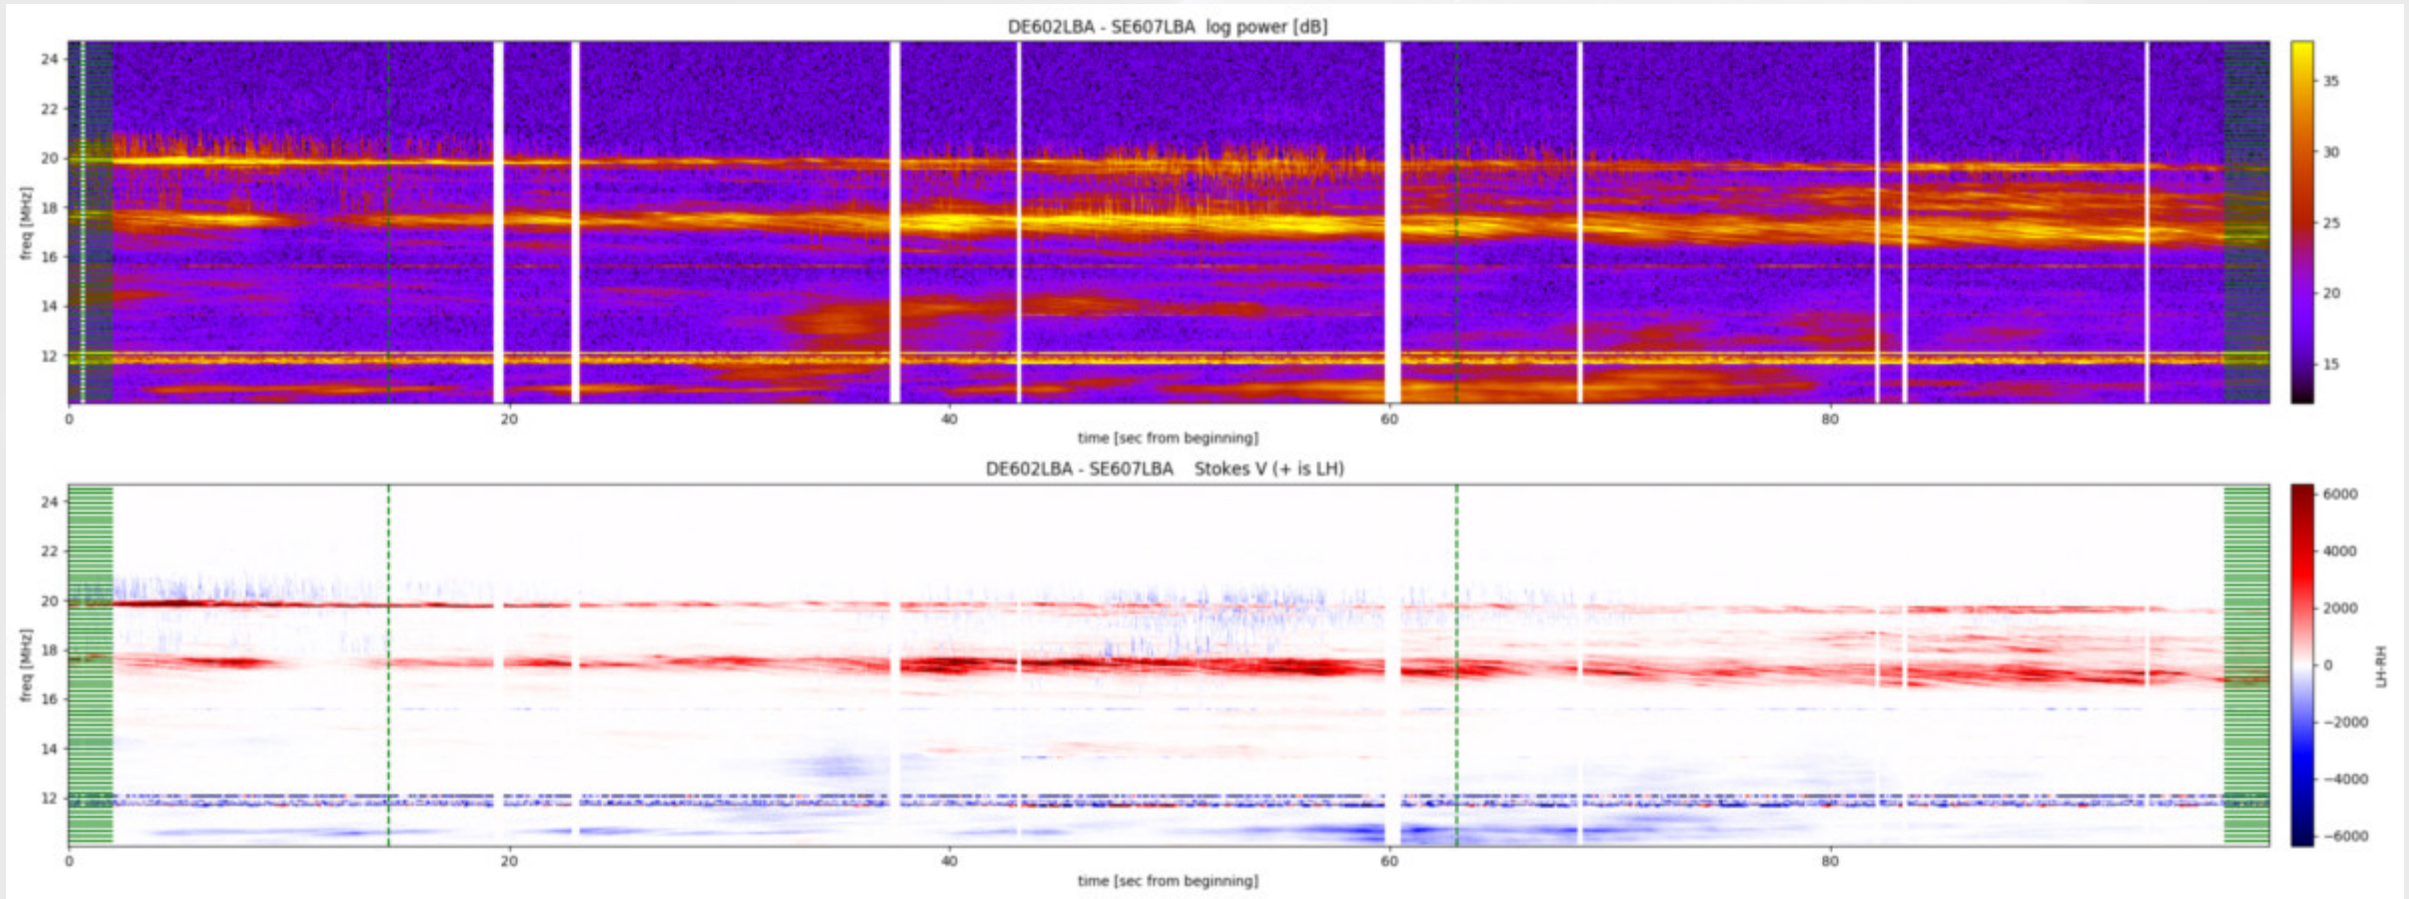 DE602LBA - SE607LBA  log power [dB]
freq [MHz]
24
22
20
18
16
14
12
0 20 40 60 80
time [sec from beginning]
35
30
25
20
15
DE602LBA - SE607LBA    Stokes V (+ is LH)
freq [MHz]
24
22
20
18
16
14
12
0 20 40 60 80
time [sec from beginning]
6000
4000
2000
0
−2000
−4000
−6000
LH-RH